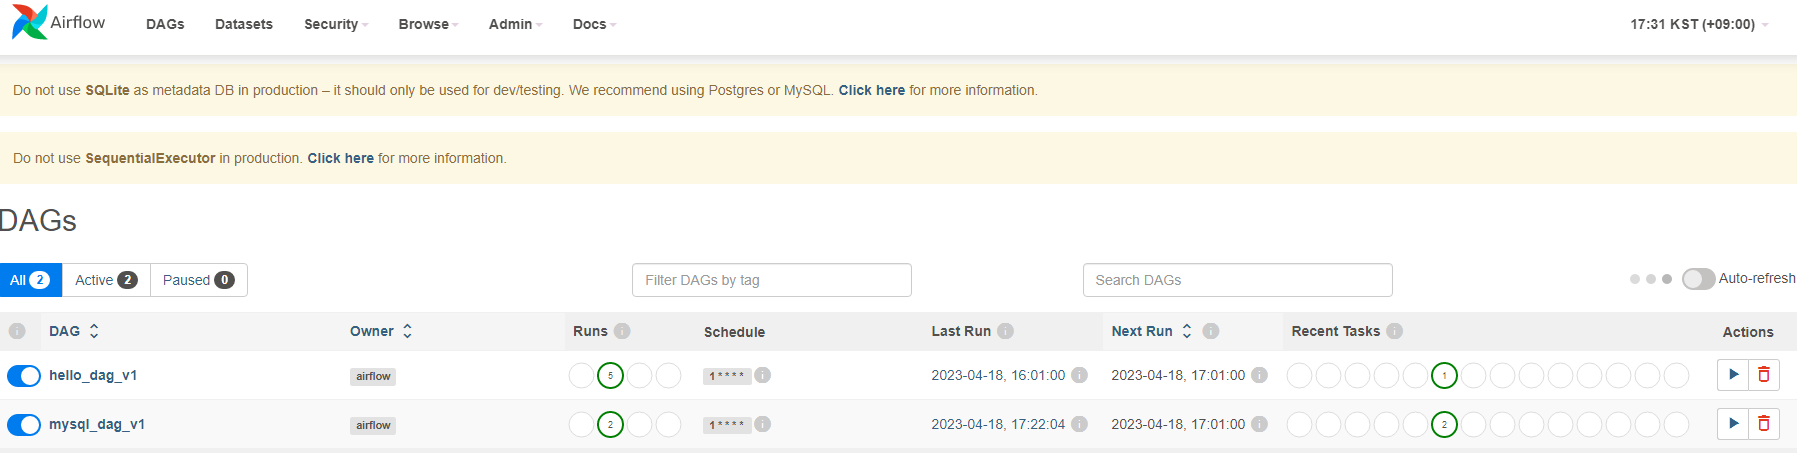 Airflow DAGs Datasets Security Browse Admin Docs 17:31 KST (+09:00)
Do not use SQLite as metadata DB in production – it should only be used for dev/testing. We recommend using Postgres or MySQL. Click here for more information.
Do not use SequentialExecutor in production. Click here for more information.
DAGs
All 2 Active 2 Paused 0 Filter DAGs by tag Search DAGs Auto-refresh
i DAG Owner Runs i Schedule Last Run i Next Run i Recent Tasks i Actions
hello_dag_v1 airflow 5 1 * * * * i 2023-04-18, 16:01:00 i 2023-04-18, 17:01:00 i 1
mysql_dag_v1 airflow 2 1 * * * * i 2023-04-18, 17:22:04 i 2023-04-18, 17:01:00 i 2